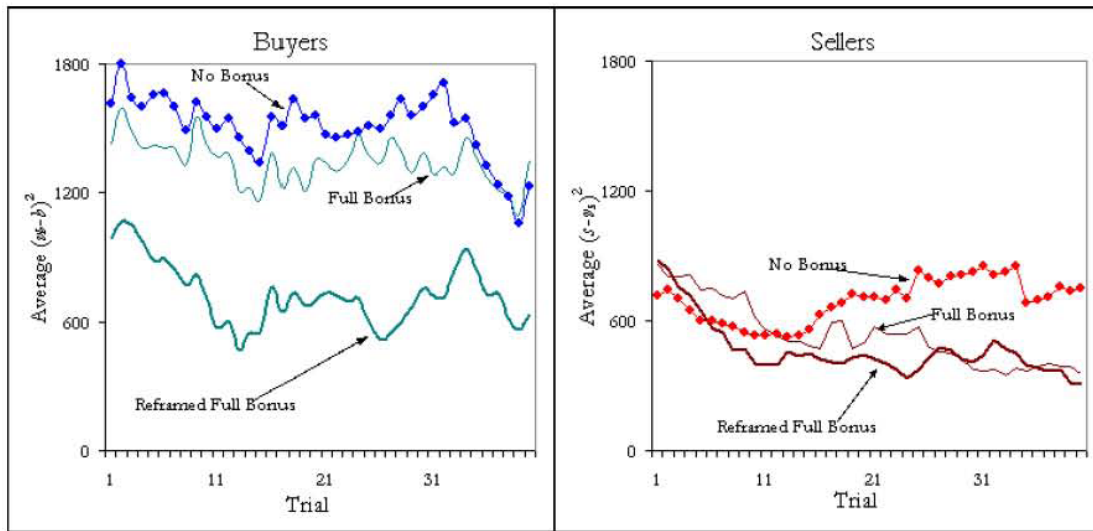 Buyers
1800
1200
600
0
Average (vb-b)2
No Bonus
Full Bonus
Reframed Full Bonus
1
11
21
31
Trial
Sellers
1800
1200
600
0
Average (s-vs)2
No Bonus
Full Bonus
Reframed Full Bonus
1
11
21
31
Trial